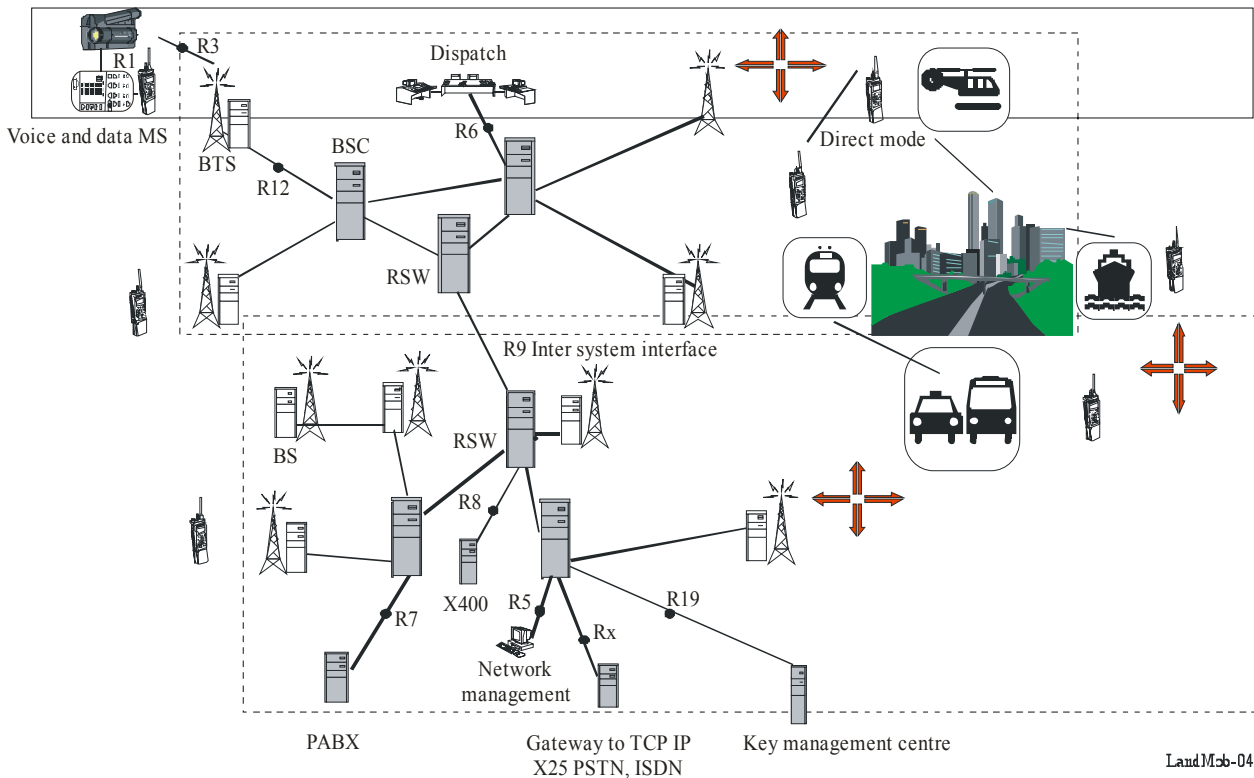 R3
R1
Dispatch
Voice and data MS
BTS
BSC
R6
Direct mode
R12
RSW
R9 Inter system interface
BS
RSW
R8
X400
R5
R19
R7
Rx
Network
management
PABX
Gateway to TCP IP
X25 PSTN, ISDN
Key management centre
LandMob-04